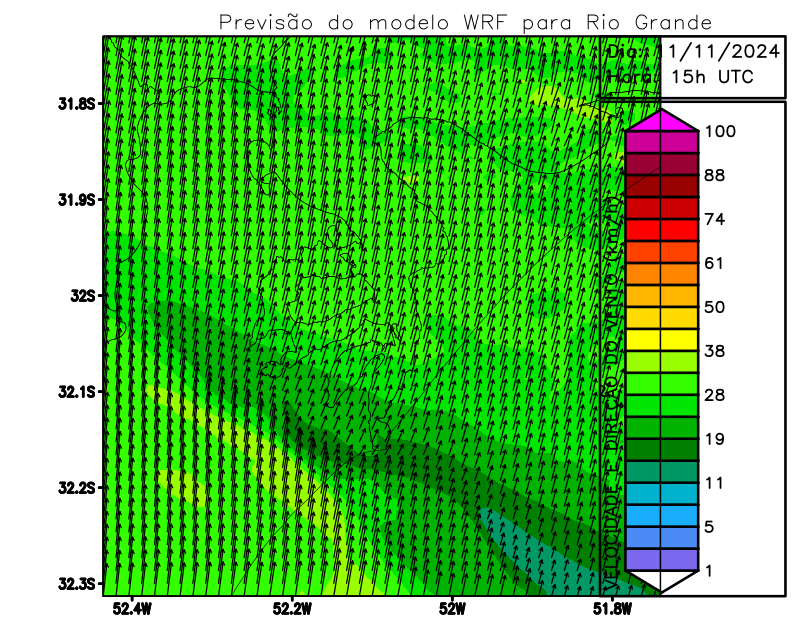 Previsão do modelo WRF para Rio Grande
Dia: 11/11/2024
Hora: 15h UTC
31.8S
31.9S
32S
32.1S
32.2S
32.3S
52.4W
52.2W
52W
51.8W
VELOCIDADE E DIREÇÃO DO VENTO (km/h)
100
88
74
61
50
38
28
19
11
5
1